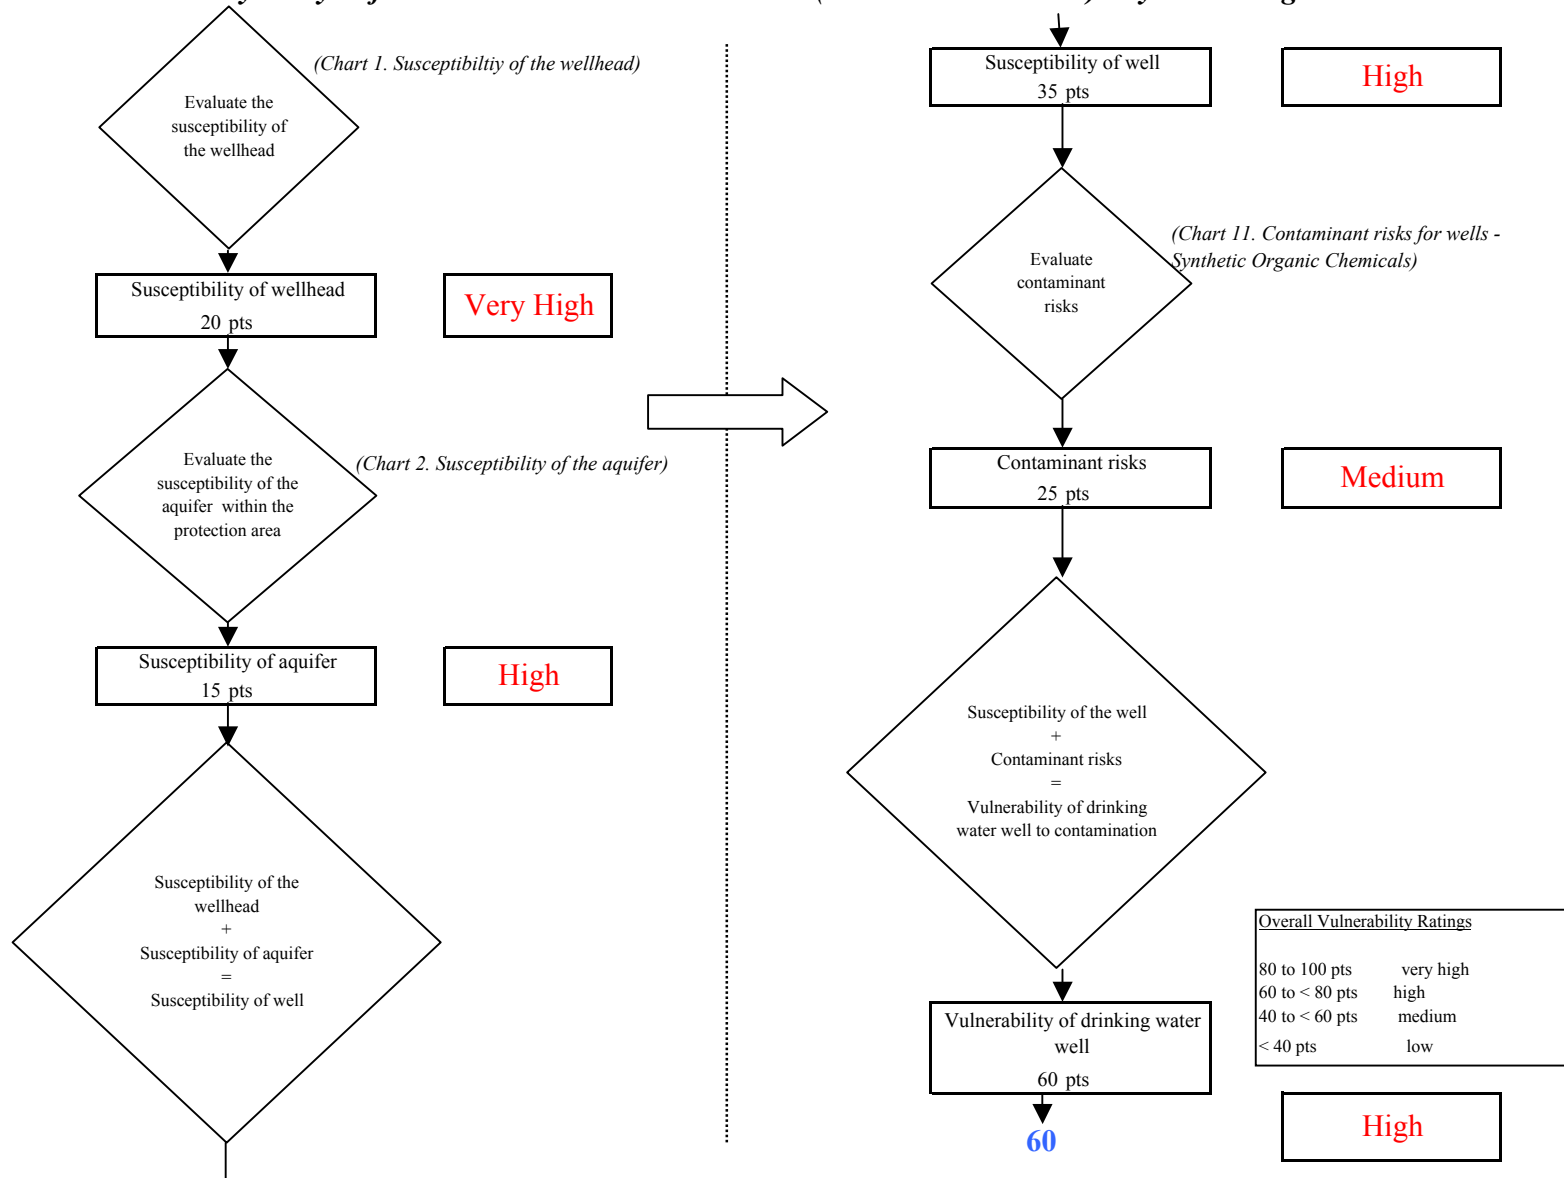 (Chart 1. Susceptibiltiy of the wellhead)
Evaluate the
susceptibility of
the wellhead
Susceptibility of wellhead
20 pts
Very High
Evaluate the
susceptibility of the
aquifer within the
protection area
(Chart 2. Susceptibility of the aquifer)
Susceptibility of aquifer
15 pts
High
Susceptibility of the
wellhead
+
Susceptibility of aquifer
=
Susceptibility of well
Susceptibility of well
35 pts
High
Evaluate
contaminant
risks
(Chart 11. Contaminant risks for wells -
Synthetic Organic Chemicals)
Contaminant risks
25 pts
Medium
Susceptibility of the well
+
Contaminant risks
=
Vulnerability of drinking
water well to contamination
Overall Vulnerability Ratings
80 to 100 pts very high
60 to < 80 pts high
40 to < 60 pts medium
< 40 pts low
Vulnerability of drinking water
well
60 pts
60
High